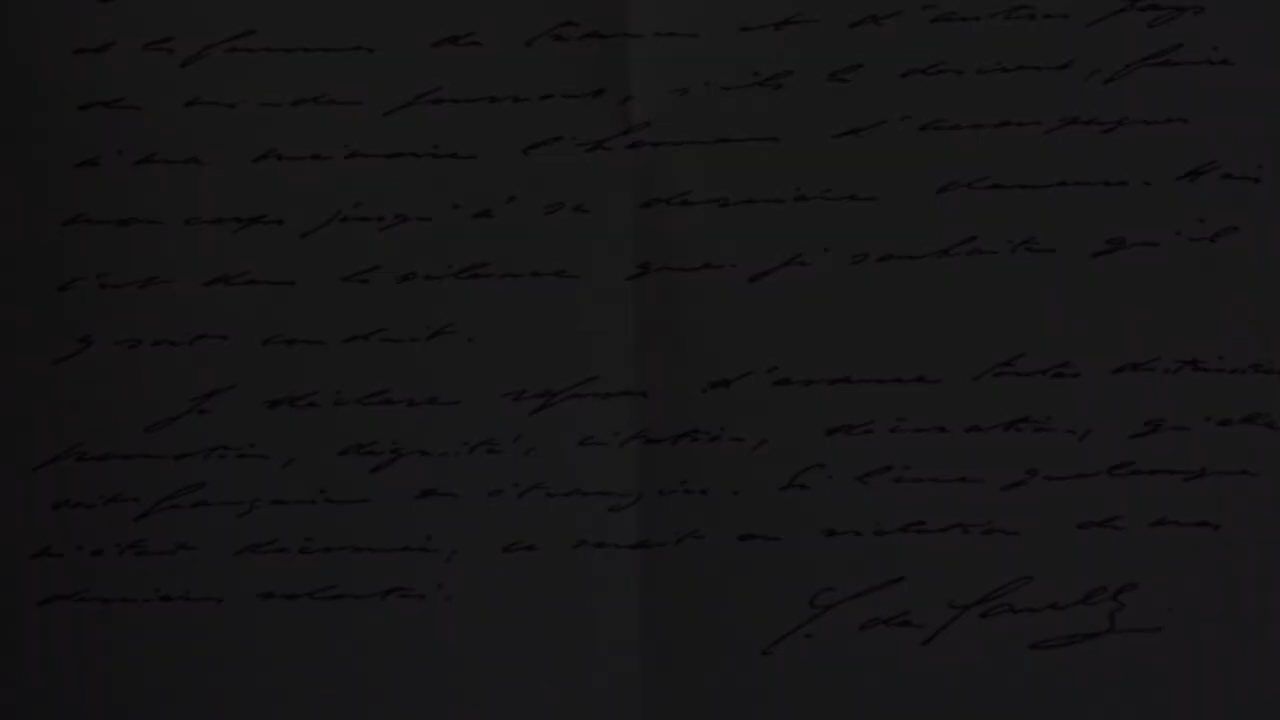 et les femmes de France et d'autres pays
du monde pourront, s'ils le désirent, faire
à ma mémoire l'honneur d'accompagner
mon corps jusqu'à sa dernière demeure. Mais
c'est dans le silence que je souhaite qu'il
y soit conduit.
Je déclare refuser d'avance toute distinction
promotion, dignité, citation, décoration, qu'elle
soit française ou étrangère. Si l'une quelconque
m'était décernée, ce serait en violation de mes
dernières volontés.
C. de Gaulle